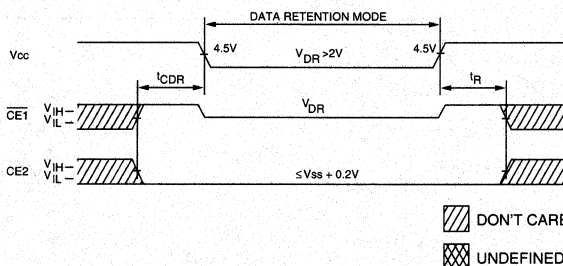 DATA RETENTION MODE
Vcc
4.5V
VDR >2V
4.5V
tCDR
tR
CE1
VIH
VIL
VDR
CE2
VIH
VIL
≤Vss + 0.2V
DON'T CARE
UNDEFINED